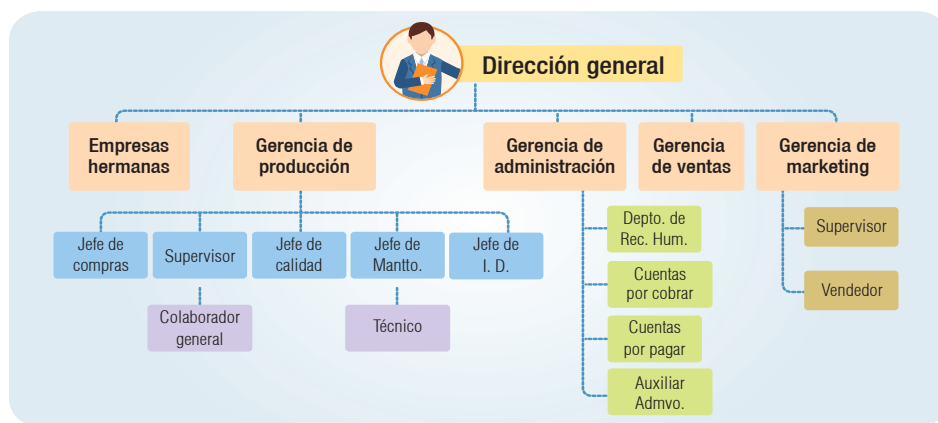 Dirección general
Empresas
hermanas
Gerencia de
producción
Gerencia de
administración
Gerencia
de ventas
Gerencia de
marketing
Jefe de
compras
Supervisor
Jefe de
calidad
Jefe de
Mantto.
Jefe de
I. D.
Colaborador
general
Técnico
Depto. de
Rec. Hum.
Cuentas
por cobrar
Cuentas
por pagar
Auxiliar
Admvo.
Supervisor
Vendedor